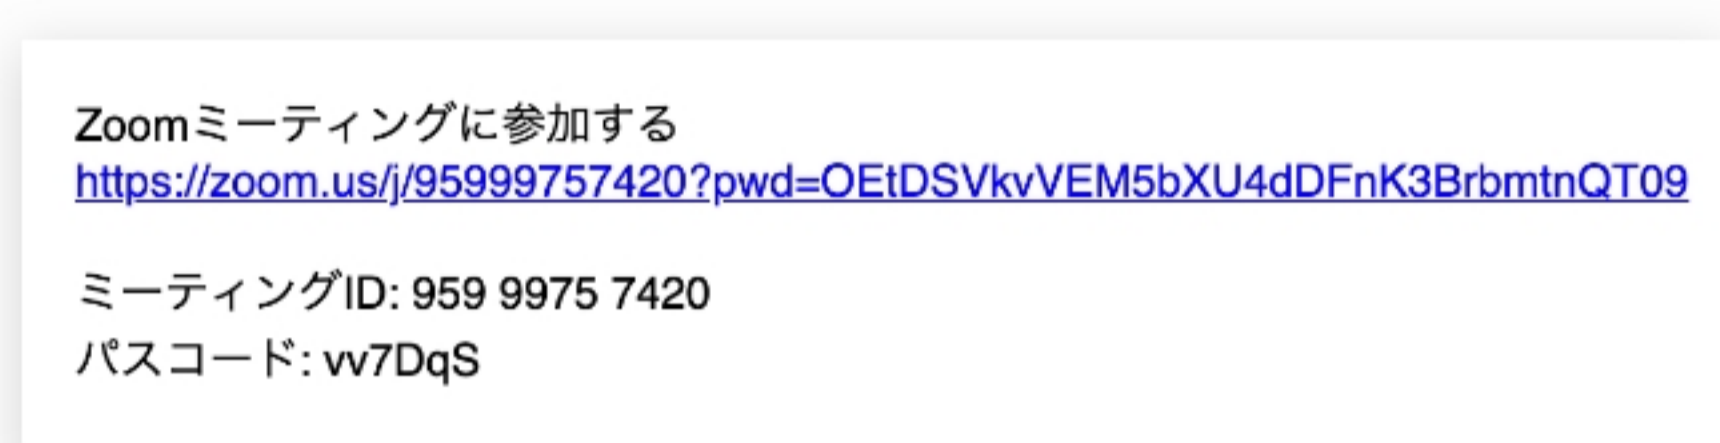 Zoomミーティングに参加する
https://zoom.us/j/95999757420?pwd=OEtDSVkvVEM5bXU4dDFnK3BrbmtnQT09
ミーティングID: 959 9975 7420
パスコード: vv7DqS